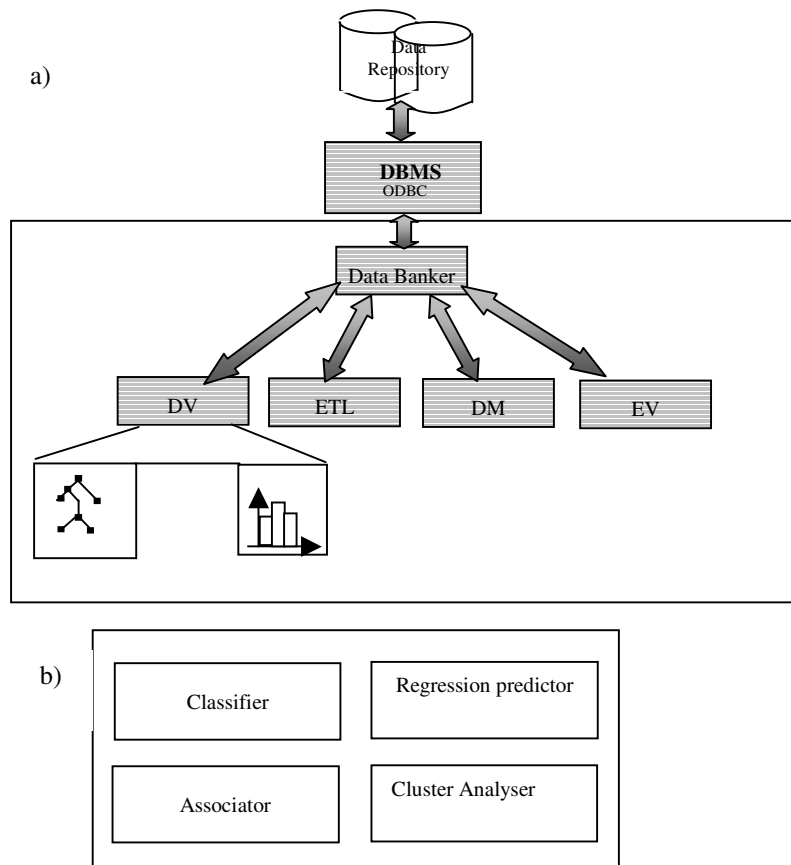 a)
Data
Repository
DBMS
ODBC
Data Banker
DV
ETL
DM
EV
b)
Classifier
Regression predictor
Associator
Cluster Analyser